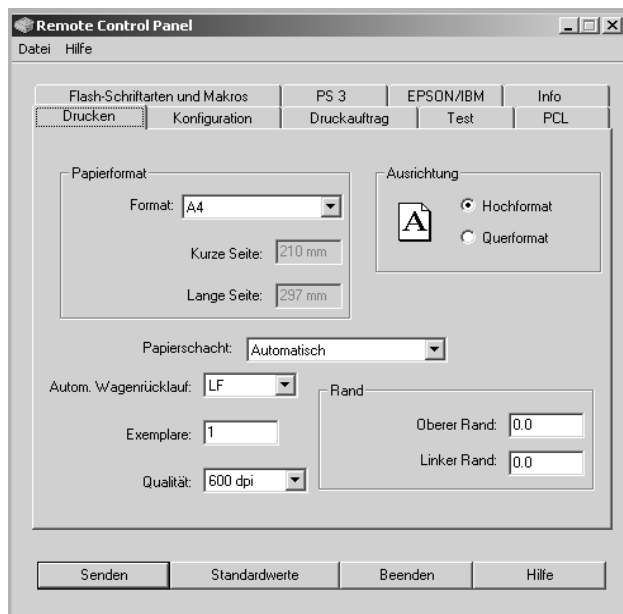 Remote Control Panel
Datei Hilfe
Flash-Schriftarten und Makros PS 3 EPSON/IBM Info
Drucken Konfiguration Druckauftrag Test PCL
Papierformat
Format: A4
Kurze Seite: 210 mm
Lange Seite: 297 mm
Ausrichtung
A
Hochformat
Querformat
Papierschacht: Automatisch
Autom. Wagenrücklauf: LF
Exemplare: 1
Qualität: 600 dpi
Rand
Oberer Rand: 0.0
Linker Rand: 0.0
Senden Standardwerte Beenden Hilfe